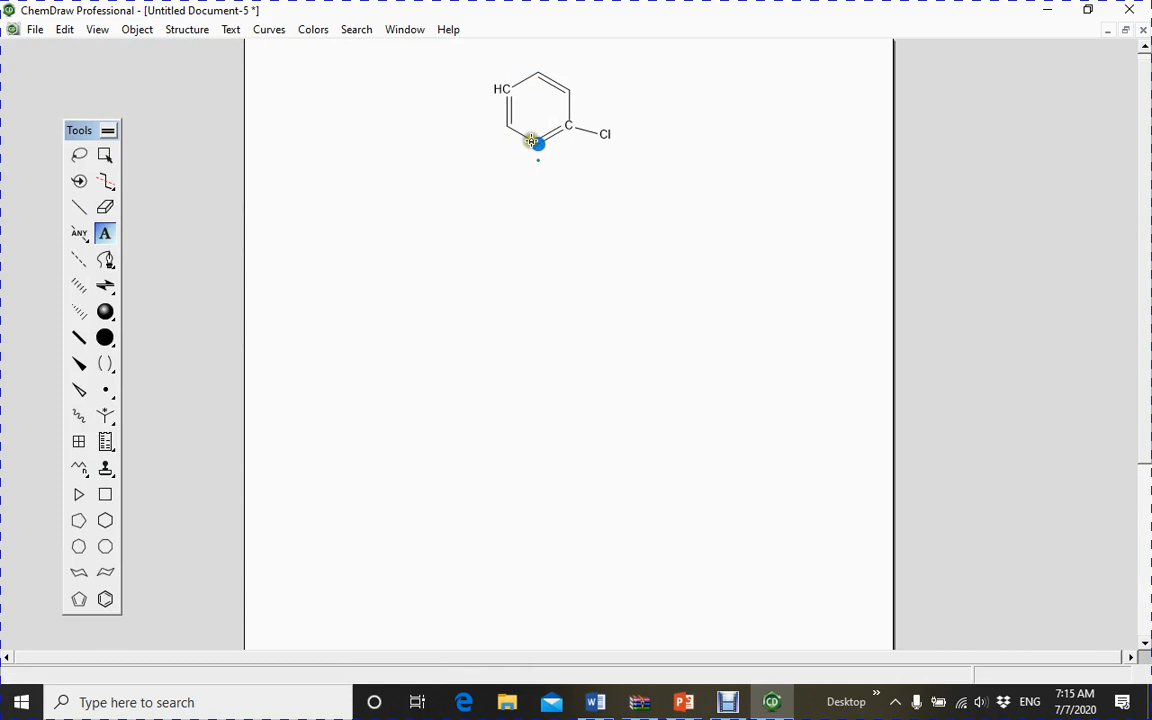 ChemDraw Professional - [Untitled Document-5 *]
File Edit View Object Structure Text Curves Colors Search Window Help
HC
C
Cl
Tools
ANY
A
Type here to search
Desktop
ENG
7:15 AM
7/7/2020